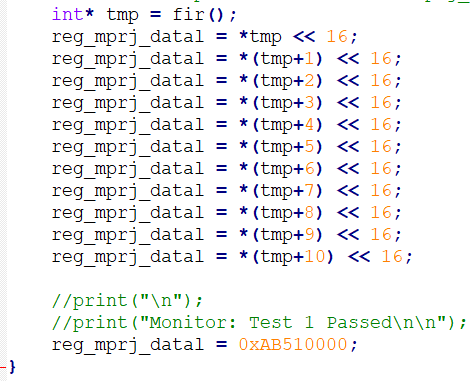 int* tmp = fir();
reg_mprj_datal = *tmp << 16;
reg_mprj_datal = *(tmp+1) << 16;
reg_mprj_datal = *(tmp+2) << 16;
reg_mprj_datal = *(tmp+3) << 16;
reg_mprj_datal = *(tmp+4) << 16;
reg_mprj_datal = *(tmp+5) << 16;
reg_mprj_datal = *(tmp+6) << 16;
reg_mprj_datal = *(tmp+7) << 16;
reg_mprj_datal = *(tmp+8) << 16;
reg_mprj_datal = *(tmp+9) << 16;
reg_mprj_datal = *(tmp+10) << 16;
//print("\n");
//print("Monitor: Test 1 Passed\n\n");
reg_mprj_datal = 0xAB510000;
}